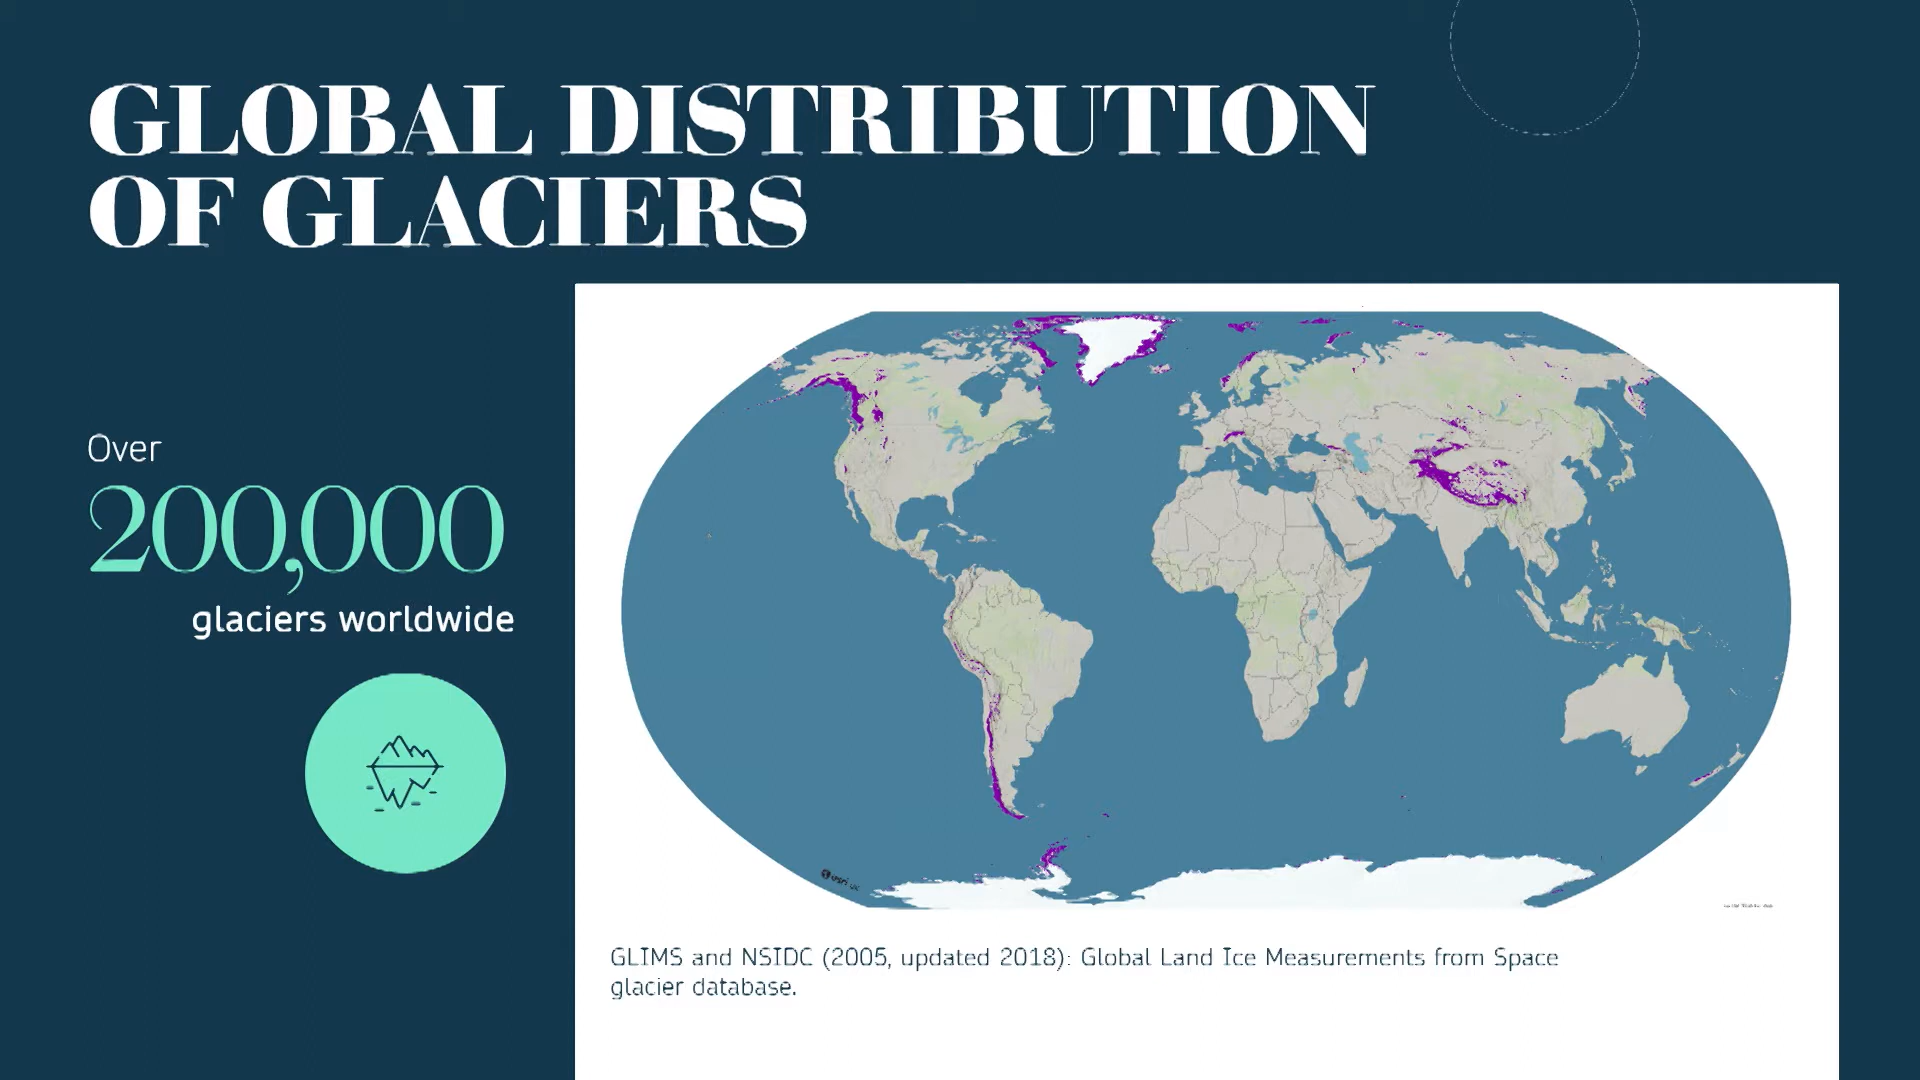 GLOBAL DISTRIBUTION
OF GLACIERS
Over
200,000
glaciers worldwide
GLIMS and NSIDC (2005, updated 2018): Global Land Ice Measurements from Space
glacier database.